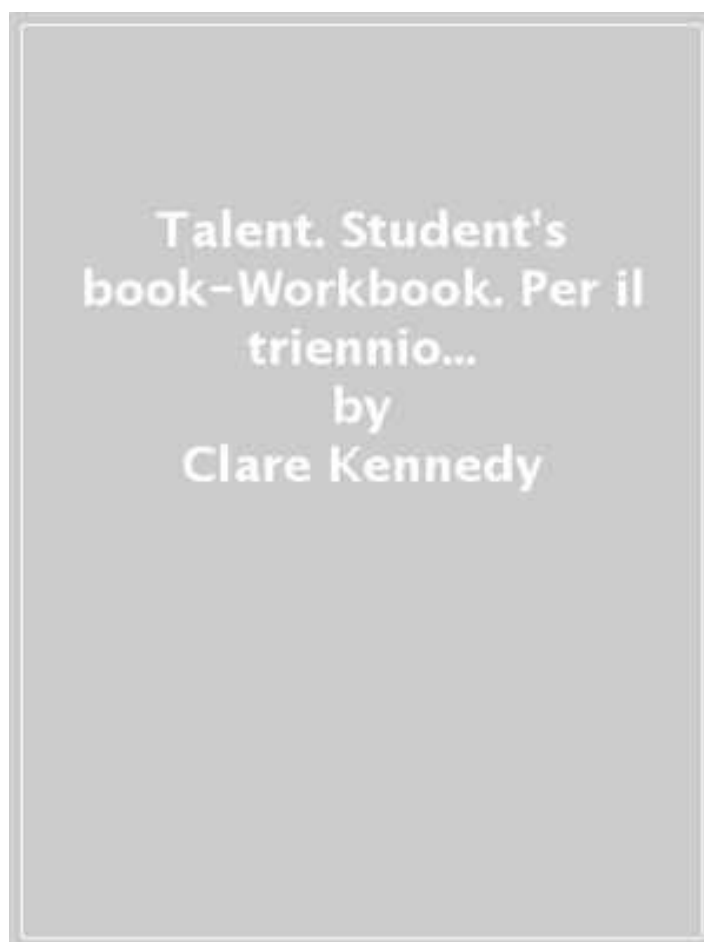 Talent. Student's
book-Workbook. Per il
triennio...
by
Clare Kennedy